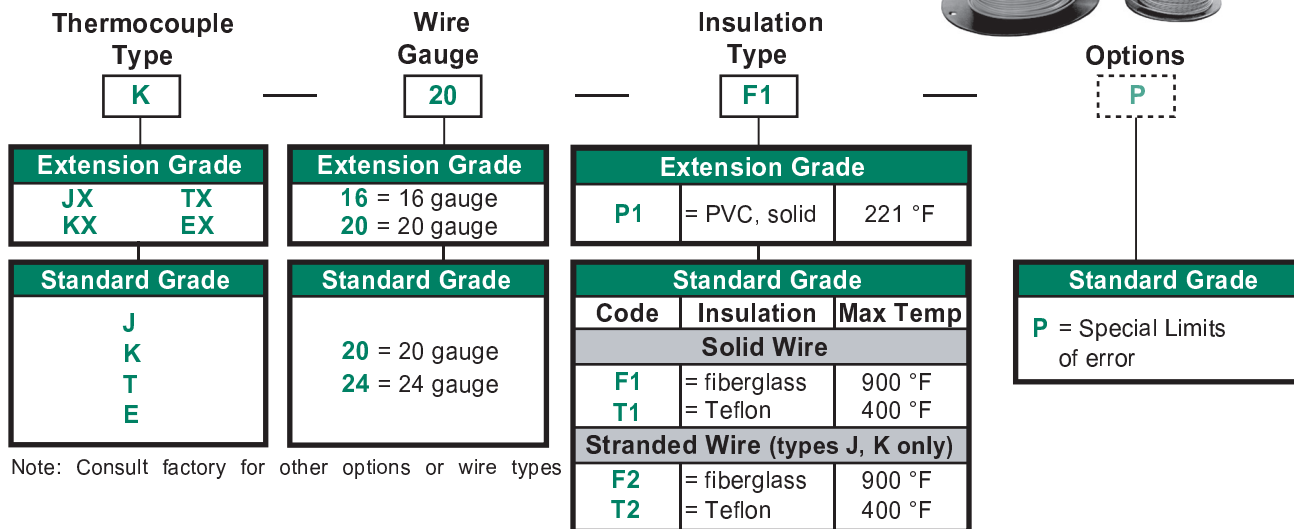 Thermocouple
Type
K
Wire
Gauge
20
Insulation
Type
F1
Options
P
Extension Grade
JX TX
KX EX
Standard Grade
J
K
T
E
Extension Grade
16 = 16 gauge
20 = 20 gauge
Standard Grade
20 = 20 gauge
24 = 24 gauge
Extension Grade
P1 = PVC, solid 221 °F
Standard Grade
Code Insulation Max Temp
Solid Wire
F1 = fiberglass 900 °F
T1 = Teflon 400 °F
Stranded Wire (types J, K only)
F2 = fiberglass 900 °F
T2 = Teflon 400 °F
Standard Grade
P = Special Limits
of error
Note: Consult factory for other options or wire types